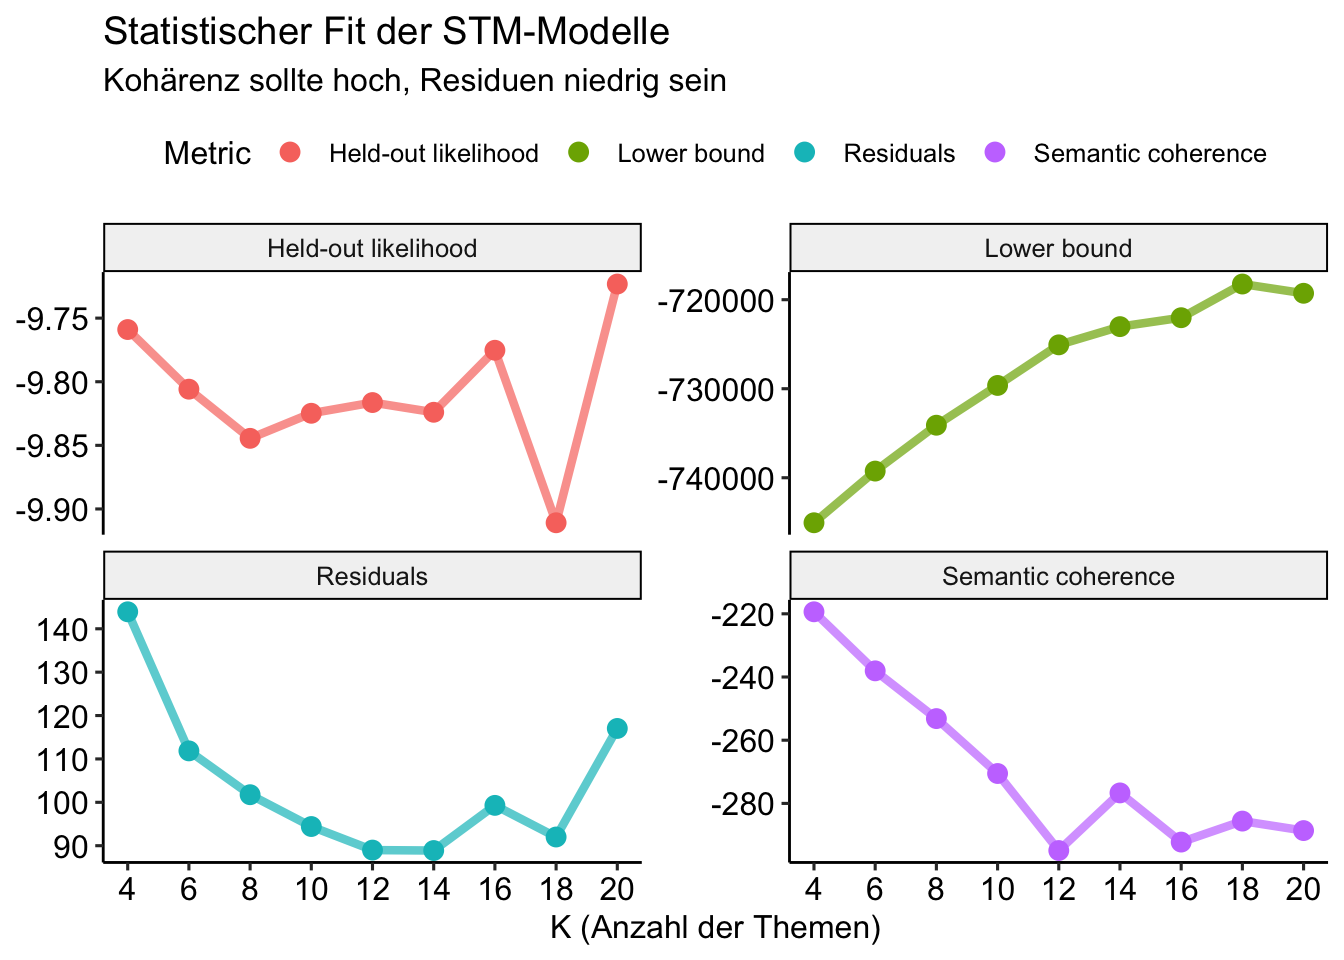 Statistischer Fit der STM-Modelle
Kohärenz sollte hoch, Residuen niedrig sein
Metric Held-out likelihood Lower bound Residuals Semantic coherence
Held-out likelihood
-9.75
-9.80
-9.85
-9.90
Lower bound
-720000
-730000
-740000
Residuals
140
130
120
110
100
90
4 6 8 10 12 14 16 18 20
Semantic coherence
-220
-240
-260
-280
4 6 8 10 12 14 16 18 20
K (Anzahl der Themen)